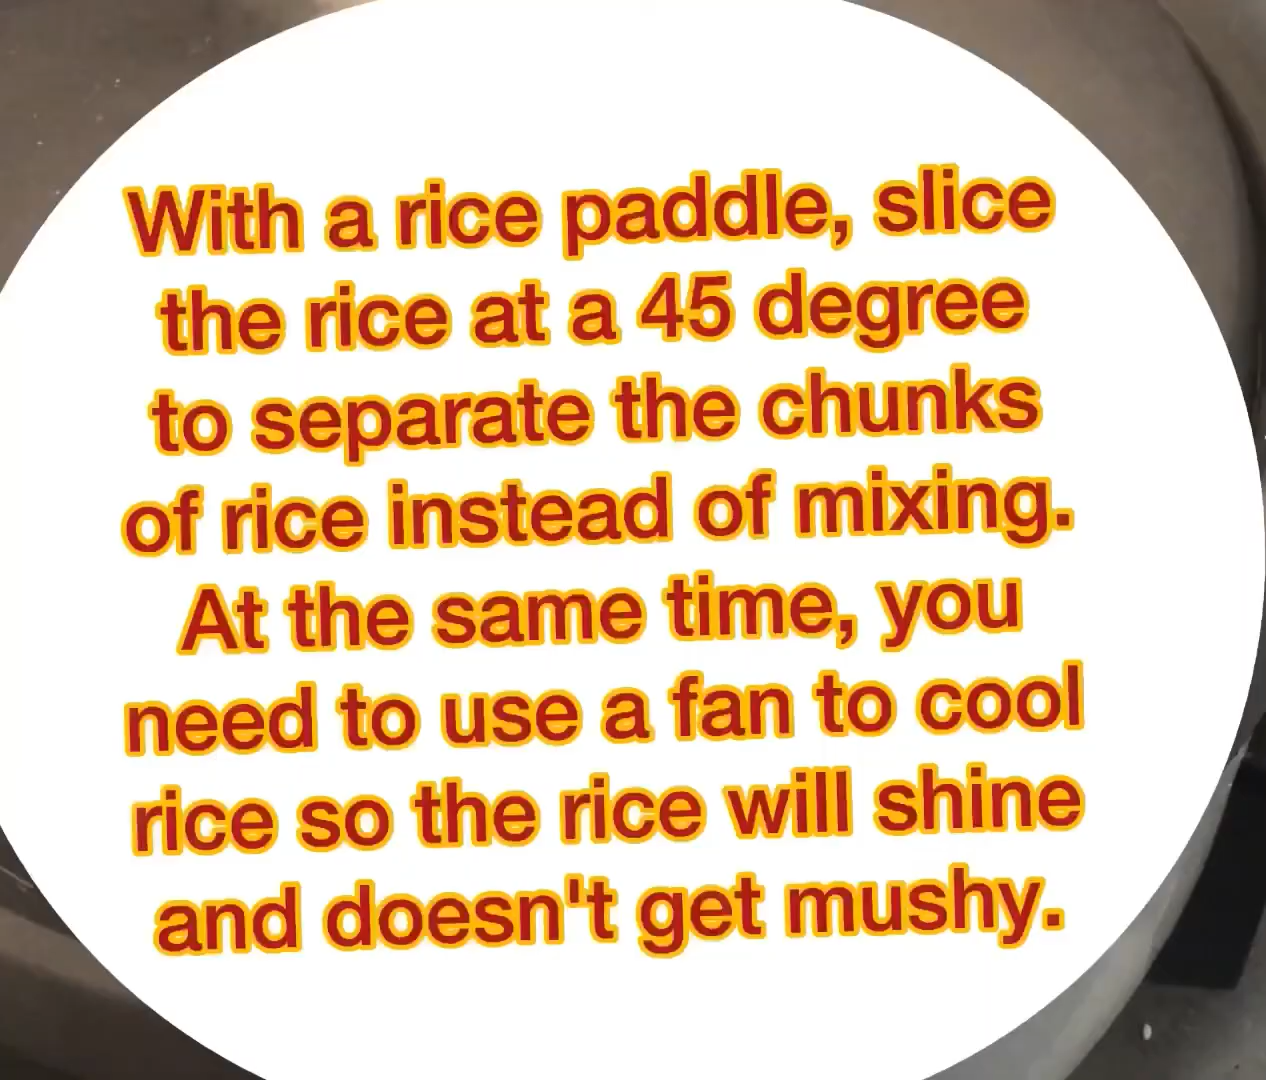 With a rice paddle, slice
the rice at a 45 degree
to separate the chunks
of rice instead of mixing.
At the same time, you
need to use a fan to cool
rice so the rice will shine
and doesn't get mushy.